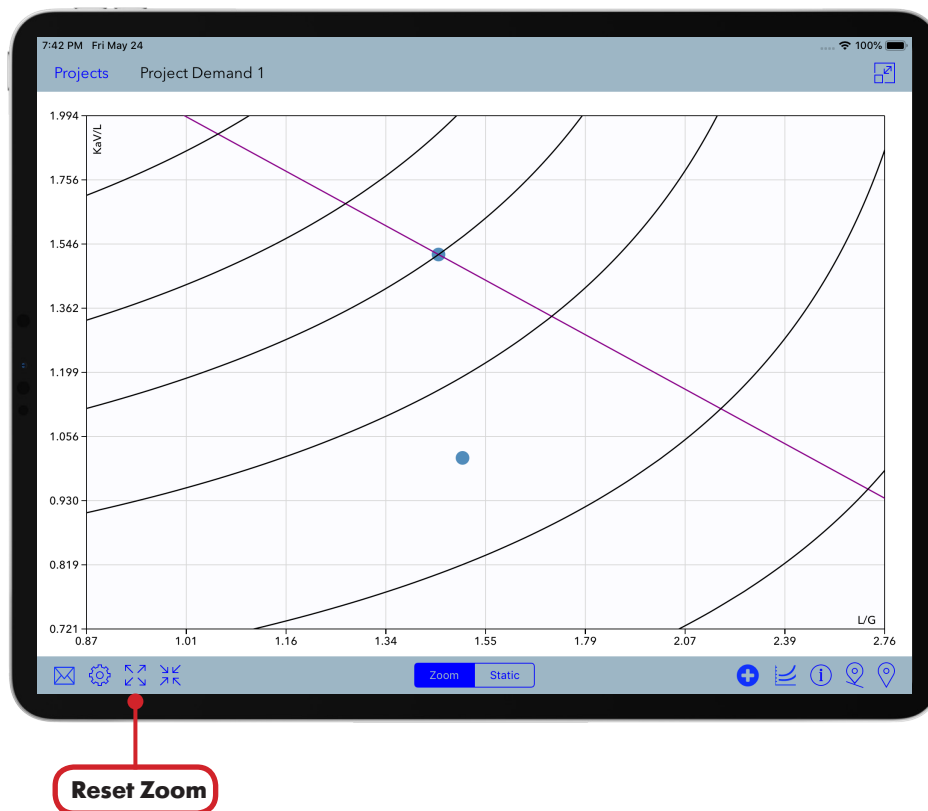 7:42 PM Fri May 24
100%
Projects Project Demand 1
KaV/L
1.994
1.756
1.546
1.362
1.199
1.056
0.930
0.819
0.721
L/G
0.87 1.01 1.16 1.34 1.55 1.79 2.07 2.39 2.76
Zoom Static
Reset Zoom